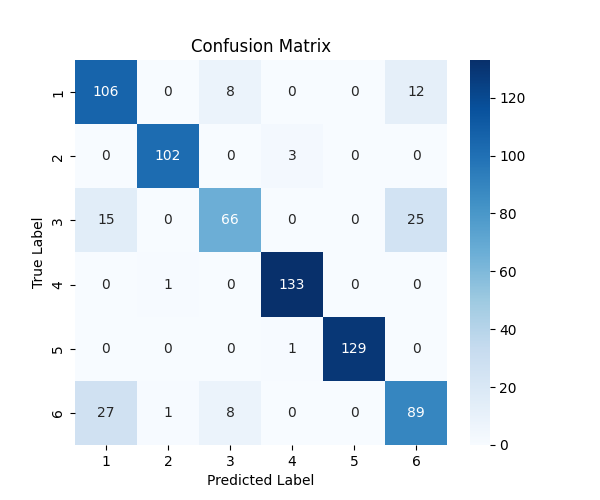 Confusion Matrix
True Label
1 106 0 8 0 0 12
2 0 102 0 3 0 0
3 15 0 66 0 0 25
4 0 1 0 133 0 0
5 0 0 0 1 129 0
6 27 1 8 0 0 89
1 2 3 4 5 6
Predicted Label
120
100
80
60
40
20
0